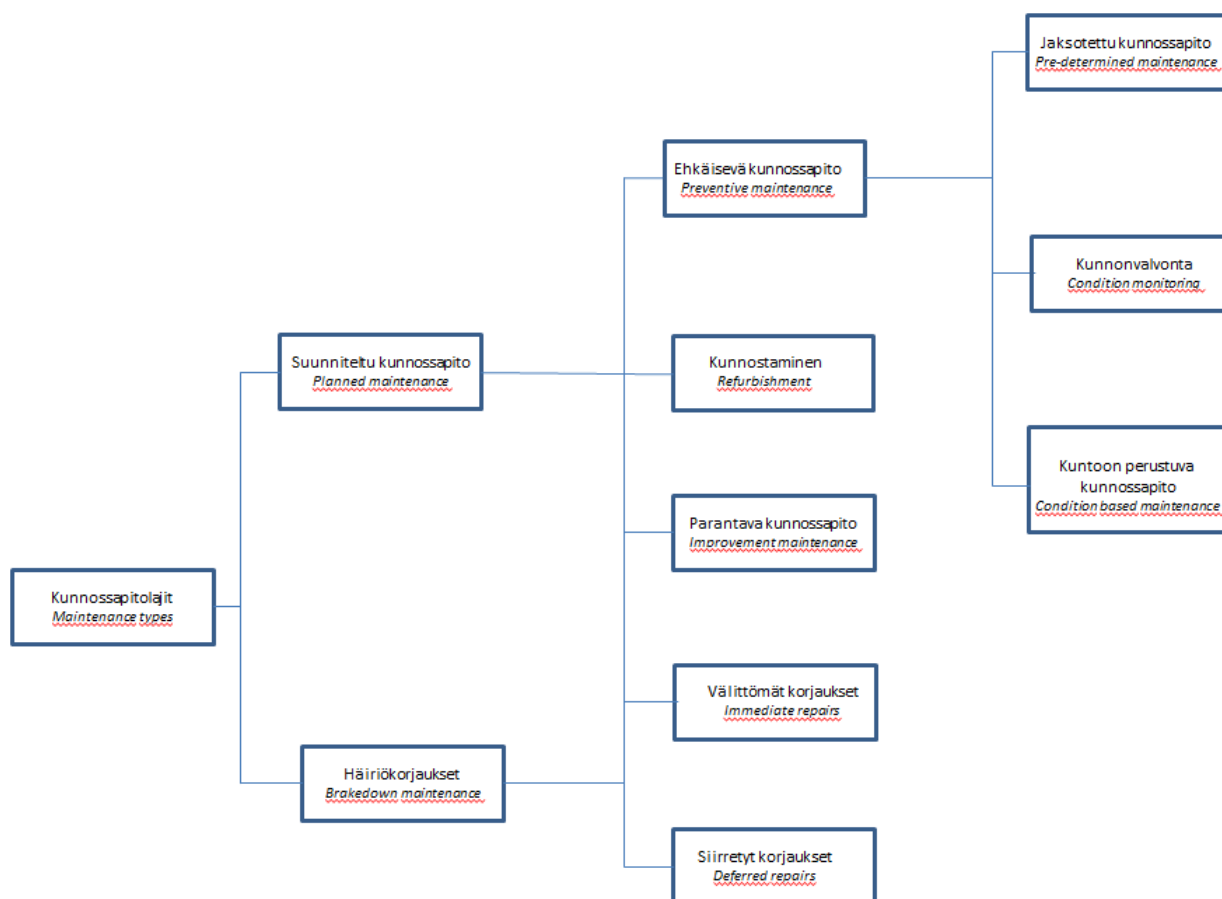 Jaksotettu kunnossapito
Pre-determined maintenance
Ehkäisevä kunnossapito
Preventive maintenance
Kunnonvalvonta
Condition monitoring
Suunniteltu kunnossapito
Planned maintenance
Kunnostaminen
Refurbishment
Kuntoon perustuva
kunnossapito
Condition based maintenance
Parantava kunnossapito
Improvement maintenance
Kunnossapitolajit
Maintenance types
Välittömät korjaukset
Immediate repairs
Häiriökorjaukset
Brakedown maintenance
Siirretyt korjaukset
Deferred repairs